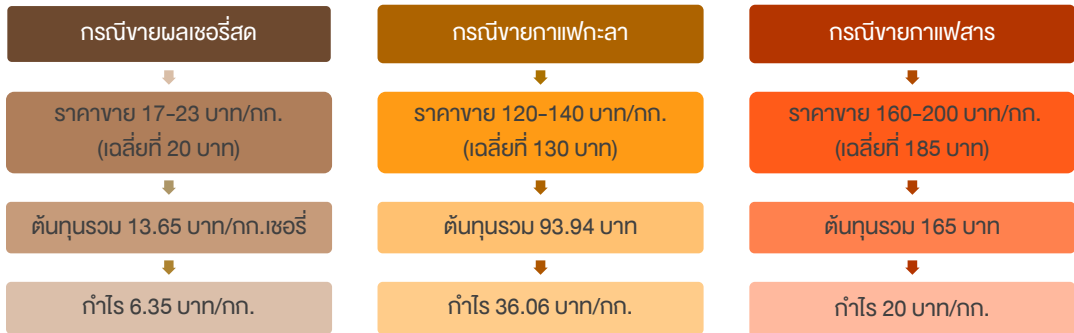 กรณีขายผลเชอรี่สด
ราคาขาย 17-23 บาท/กก.
(เฉลี่ยที่ 20 บาท)
ต้นทุนรวม 13.65 บาท/กก.เชอรี่
กำไร 6.35 บาท/กก.
กรณีขายกาแฟกะลา
ราคาขาย 120-140 บาท/กก.
(เฉลี่ยที่ 130 บาท)
ต้นทุนรวม 93.94 บาท
กำไร 36.06 บาท/กก.
กรณีขายกาแฟสาร
ราคาขาย 160-200 บาท/กก.
(เฉลี่ยที่ 185 บาท)
ต้นทุนรวม 165 บาท
กำไร 20 บาท/กก.